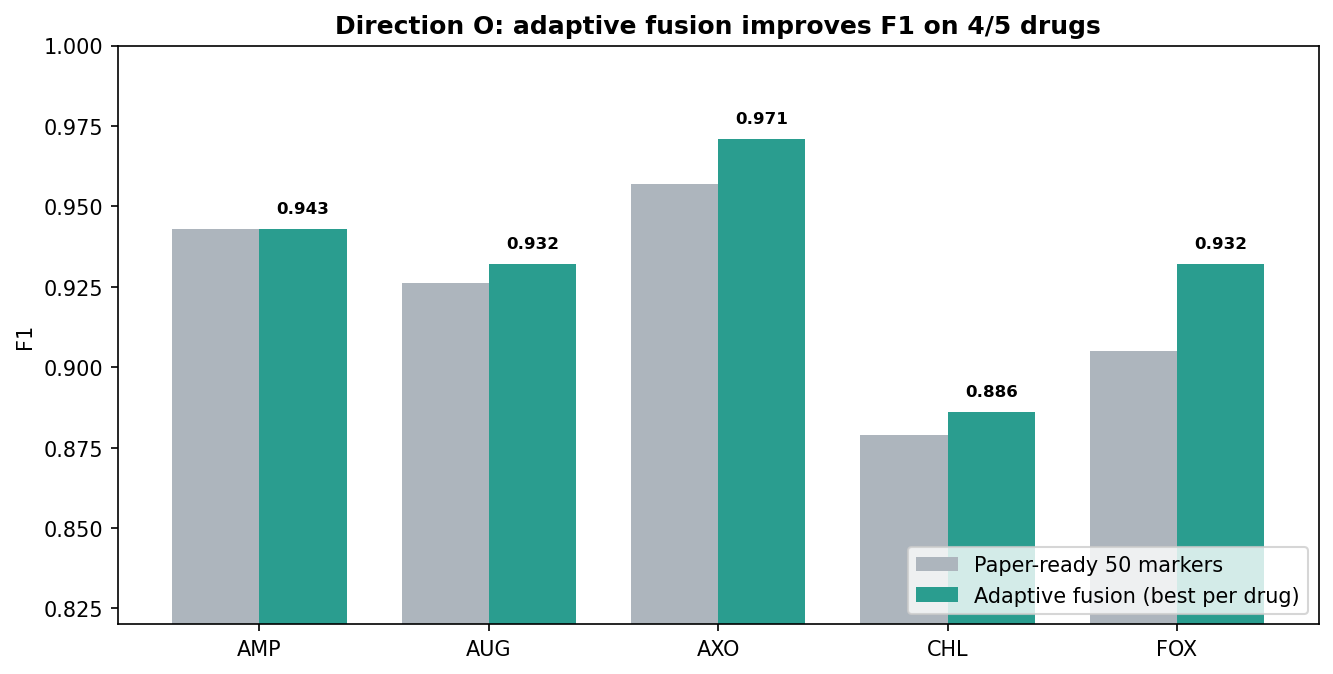 Direction O: adaptive fusion improves F1 on 4/5 drugs
1.000
0.975
0.950
0.925
0.900
0.875
0.850
0.825
F1
0.943
0.932
0.971
0.886
0.932
Paper-ready 50 markers
Adaptive fusion (best per drug)
AMP
AUG
AXO
CHL
FOX